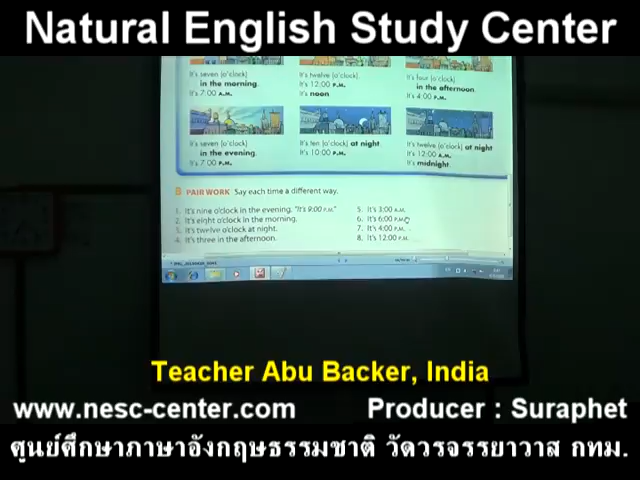 Natural English Study Center
It's seven (o'clock) in the morning.
It's 7:00 A.M.
It's twelve (o'clock).
It's 12:00 P.M.
It's noon
It's four (o'clock) in the afternoon.
It's 4:00 P.M.
It's seven (o'clock) in the evening.
It's 7:00 P.M.
It's ten (o'clock) at night.
It's 10:00 P.M.
It's twelve (o'clock) at night
It's 12:00 A.M.
It's midnight.
B PAIR WORK Say each time a different way.
1. It's nine o'clock in the evening. "It's 9:00 P.M."
2. It's eight o'clock in the morning.
3. It's twelve o'clock at night.
4. It's three in the afternoon.
5. It's 3:00 A.M.
6. It's 6:00 P.M.
7. It's 4:00 P.M.
8. It's 12:00 P.M.
Teacher Abu Backer, India
www.nesc-center.com Producer : Suraphet
ศูนย์ศึกษาภาษาอังกฤษธรรมชาติ วัดวรจรรยาวาส กทม.